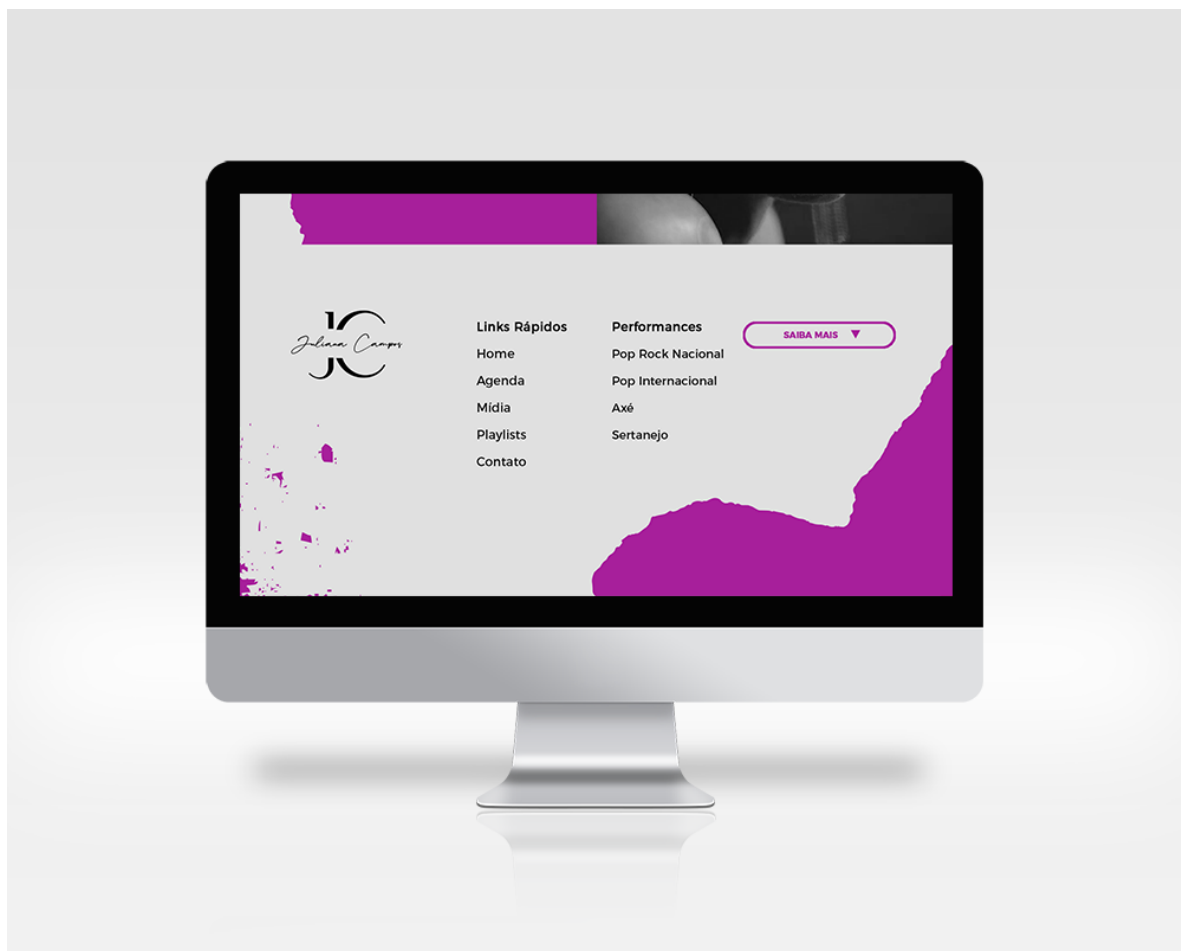 JC
Juliana Campos
Links Rápidos
Home
Agenda
Mídia
Playlists
Contato
Performances
Pop Rock Nacional
Pop Internacional
Axé
Sertanejo
SAIBA MAIS